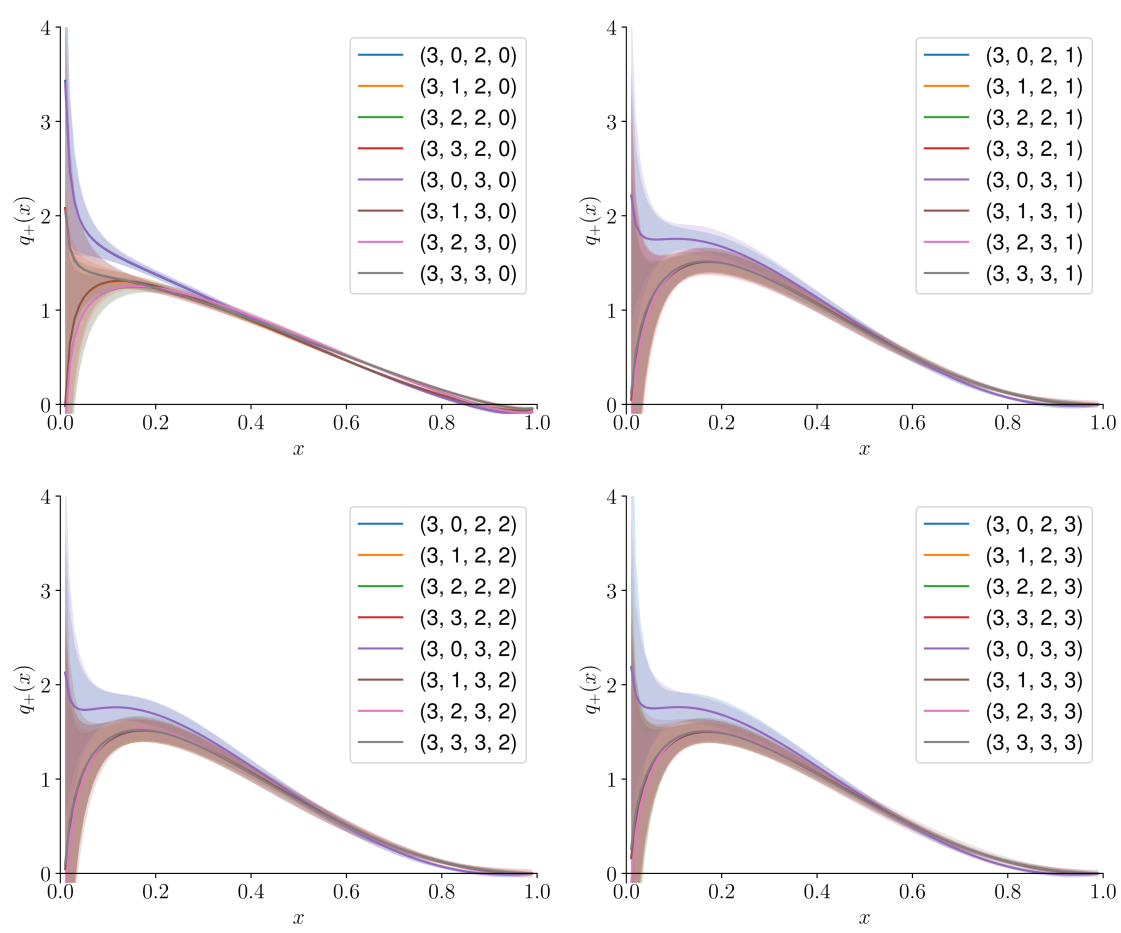 4
3
2
1
0
q₊(x)
(3, 0, 2, 0)
(3, 1, 2, 0)
(3, 2, 2, 0)
(3, 3, 2, 0)
(3, 0, 3, 0)
(3, 1, 3, 0)
(3, 2, 3, 0)
(3, 3, 3, 0)
0.0 0.2 0.4 0.6 0.8 1.0
x
4
3
2
1
0
q₊(x)
(3, 0, 2, 1)
(3, 1, 2, 1)
(3, 2, 2, 1)
(3, 3, 2, 1)
(3, 0, 3, 1)
(3, 1, 3, 1)
(3, 2, 3, 1)
(3, 3, 3, 1)
0.0 0.2 0.4 0.6 0.8 1.0
x
4
3
2
1
0
q₊(x)
(3, 0, 2, 2)
(3, 1, 2, 2)
(3, 2, 2, 2)
(3, 3, 2, 2)
(3, 0, 3, 2)
(3, 1, 3, 2)
(3, 2, 3, 2)
(3, 3, 3, 2)
0.0 0.2 0.4 0.6 0.8 1.0
x
4
3
2
1
0
q₊(x)
(3, 0, 2, 3)
(3, 1, 2, 3)
(3, 2, 2, 3)
(3, 3, 2, 3)
(3, 0, 3, 3)
(3, 1, 3, 3)
(3, 2, 3, 3)
(3, 3, 3, 3)
0.0 0.2 0.4 0.6 0.8 1.0
x